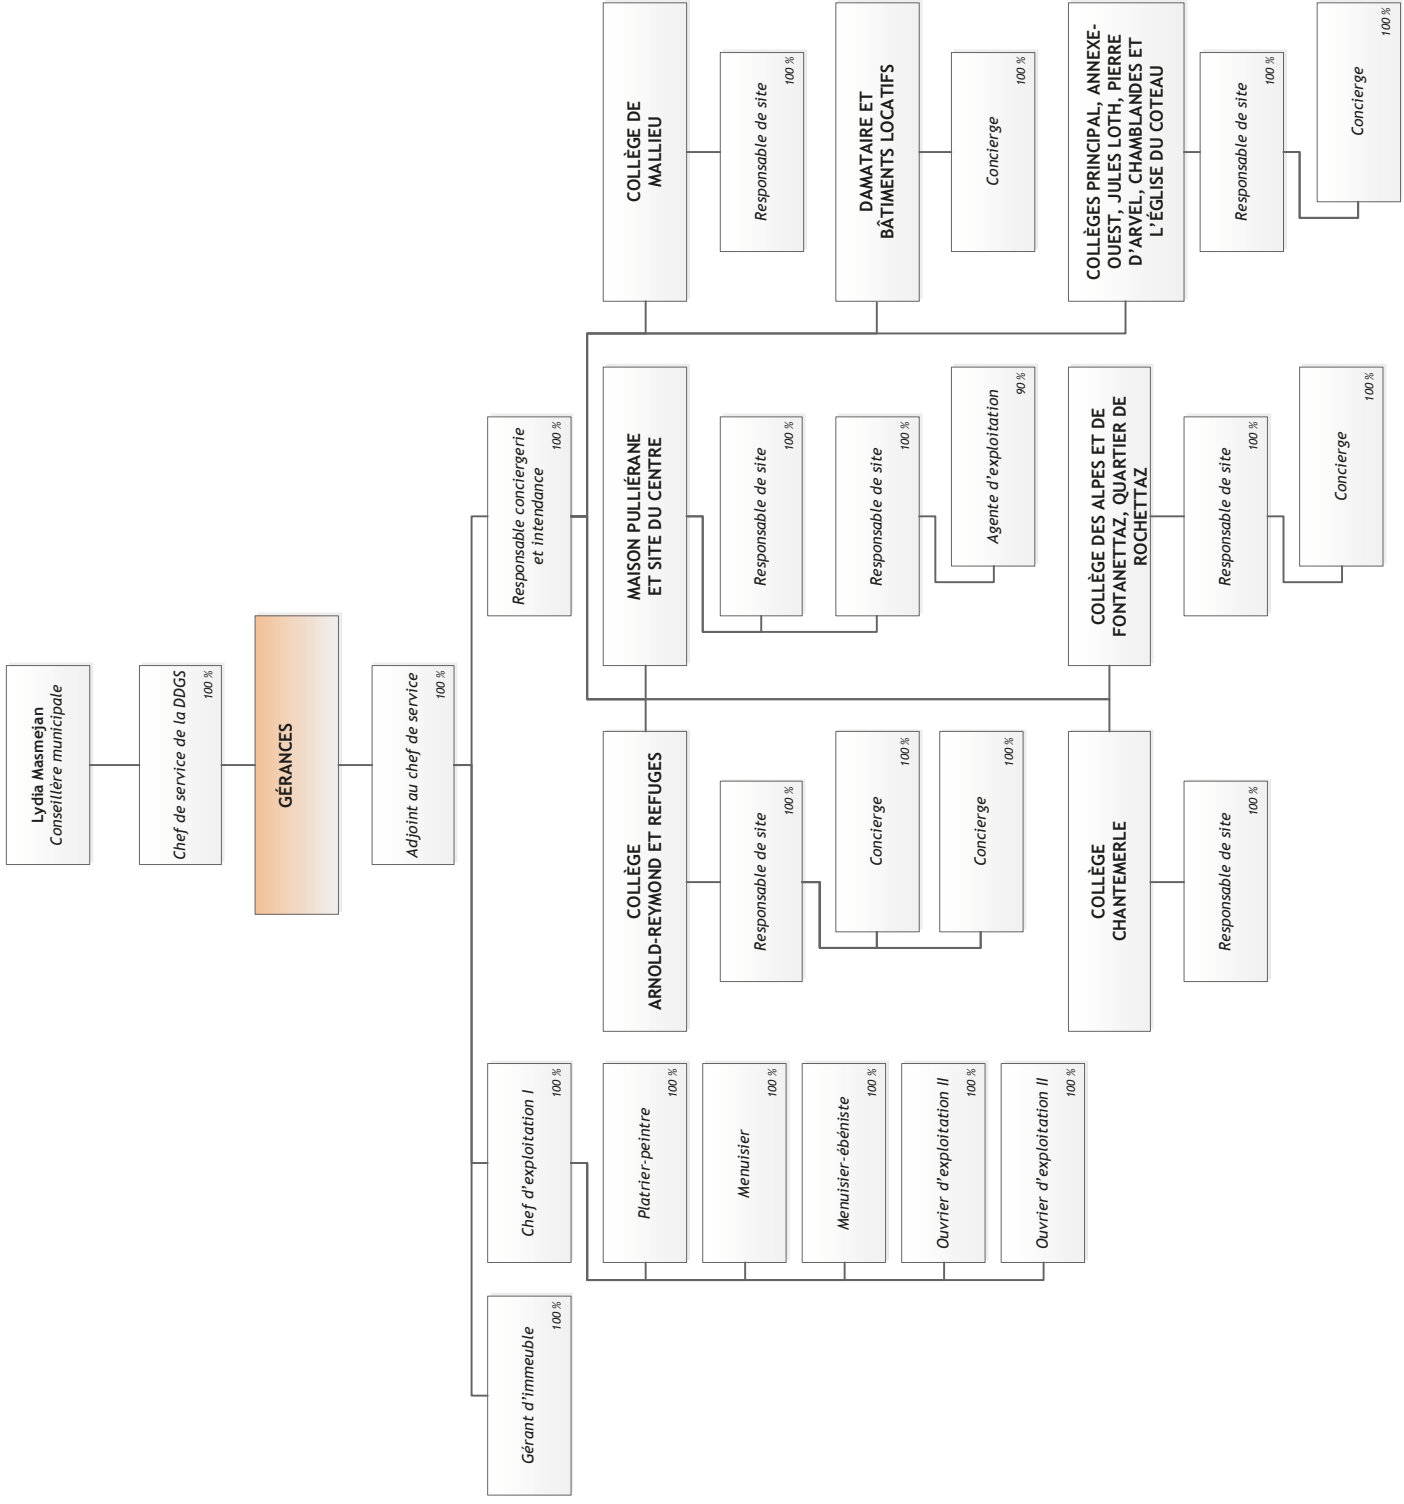 Lydia Masmejan
Conseillère municipale
Chef de service de la DDGS
100 %
GÉRANCES
Adjoint au chef de service
100 %
Gérant d'immeuble
100 %
Chef d'exploitation I
100 %
Platrier-peintre
100 %
Menuisier
100 %
Menuisier-ébéniste
100 %
Ouvrier d'exploitation II
100 %
Ouvrier d'exploitation II
100 %
Responsable conciergerie
et intendance
100 %
COLLÈGE
ARNOLD-REYMOND ET REFUGES
Responsable de site
100 %
Concierge
100 %
Concierge
100 %
MAISON PULLIÉRANE
ET SITE DU CENTRE
Responsable de site
100 %
Responsable de site
100 %
Agente d'exploitation
90 %
COLLÈGE DE
MALLIEU
Responsable de site
100 %
DAMATAIRE ET
BÂTIMENTS LOCATIFS
Concierge
100 %
COLLÈGE
CHANTEMERLE
Responsable de site
100 %
COLLÈGE DES ALPES ET DE
FONTANETTAZ, QUARTIER DE
ROCHETTAZ
Responsable de site
100 %
Concierge
100 %
COLLÈGES PRINCIPAL, ANNEXE-
OUEST, JULES LOTH, PIERRE
D'ARVEL, CHAMBLANDES ET
L'ÉGLISE DU COTEAU
Responsable de site
100 %
Concierge
100 %